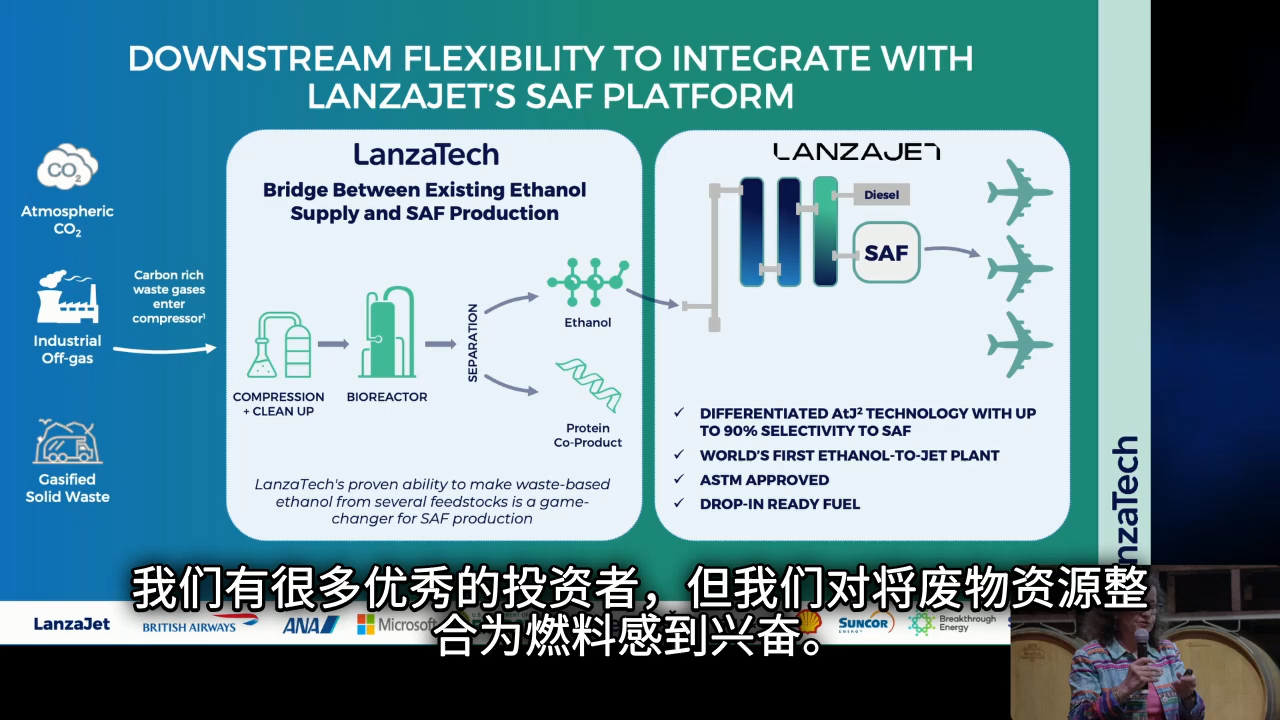 DOWNSTREAM FLEXIBILITY TO INTEGRATE WITH
LANZAJET'S SAF PLATFORM
CO2
Atmospheric
CO2
Carbon rich
waste gases
enter
compressor¹
Industrial
Off-gas
Gasified
Solid Waste
LanzaTech
Bridge Between Existing Ethanol
Supply and SAF Production
COMPRESSION
+ CLEAN UP
BIOREACTOR
SEPARATION
Ethanol
Protein
Co-Product
LanzaTech's proven ability to make waste-based
ethanol from several feedstocks is a game-
changer for SAF production
LANZAJET
Diesel
SAF
✓ DIFFERENTIATED AtJ² TECHNOLOGY WITH UP
TO 90% SELECTIVITY TO SAF
✓ WORLD'S FIRST ETHANOL-TO-JET PLANT
✓ ASTM APPROVED
✓ DROP-IN READY FUEL
nzaTech
我们有很多优秀的投资者，但我们对将废物资源整
合为燃料感到兴奋。
LanzaJet
BRITISH AIRWAYS
ANA
Microsoft
SUNCOR
ENERGY
Breakthrough
Energy